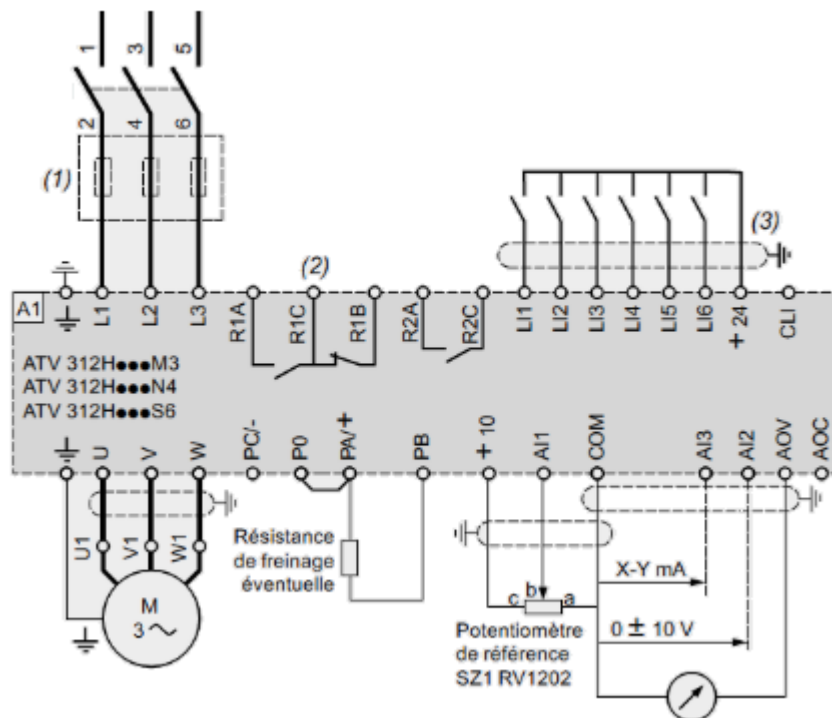 1 3 5
2 4 6
(1)
(2)
(3)
A1
L1 L2 L3 R1A R1C R1B R2A R2C LI1 LI2 LI3 LI4 LI5 LI6 + 24 CLI
ATV 312H●●●M3
ATV 312H●●●N4
ATV 312H●●●S6
U V W PC/- P0 PA/+ PB + 10 AI1 COM AI3 AI2 AOV AOC
U1 V1 W1
M
3 ~
Résistance
de freinage
éventuelle
c b a
Potentiomètre
de référence
SZ1 RV1202
X-Y mA
0 ± 10 V